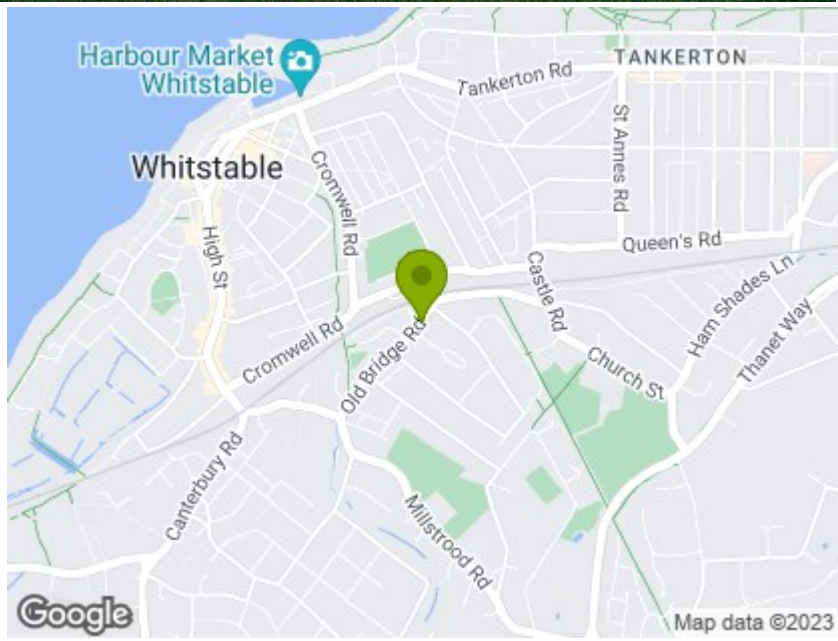 Harbour Market
Whitstable
TANKERTON
Tankerton Rd
St Annes Rd
Whitstable
Cromwell Rd
High St
Queen's Rd
Castle Rd
Ham Shades Ln
Thanet Way
Cromwell Rd
Old Bridge Rd
Church St
Canterbury Rd
Millstrood Rd
Google
Map data ©2023